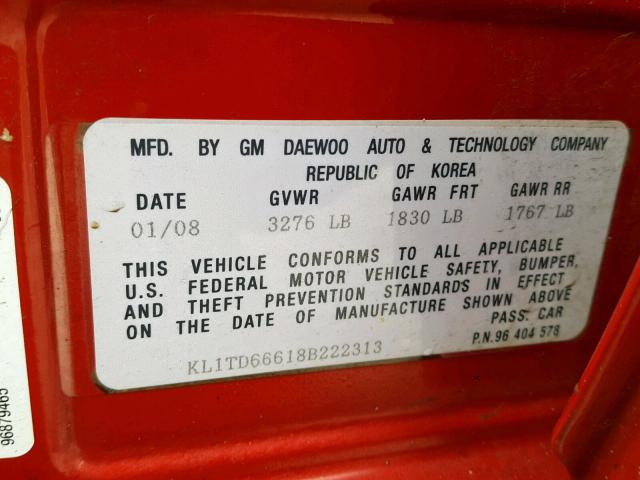 MFD. BY GM DAEWOO AUTO & TECHNOLOGY COMPANY
REPUBLIC OF KOREA
DATE GVWR GAWR FRT GAWR RR
01/08 3276 LB 1830 LB 1767 LB
THIS VEHICLE CONFORMS TO ALL APPLICABLE
U.S. FEDERAL MOTOR VEHICLE SAFETY, BUMPER,
AND THEFT PREVENTION STANDARDS IN EFFECT
ON THE DATE OF MANUFACTURE SHOWN ABOVE
PASS. CAR
P.N. 96 404 578
KL1TD66618B222313
96879465